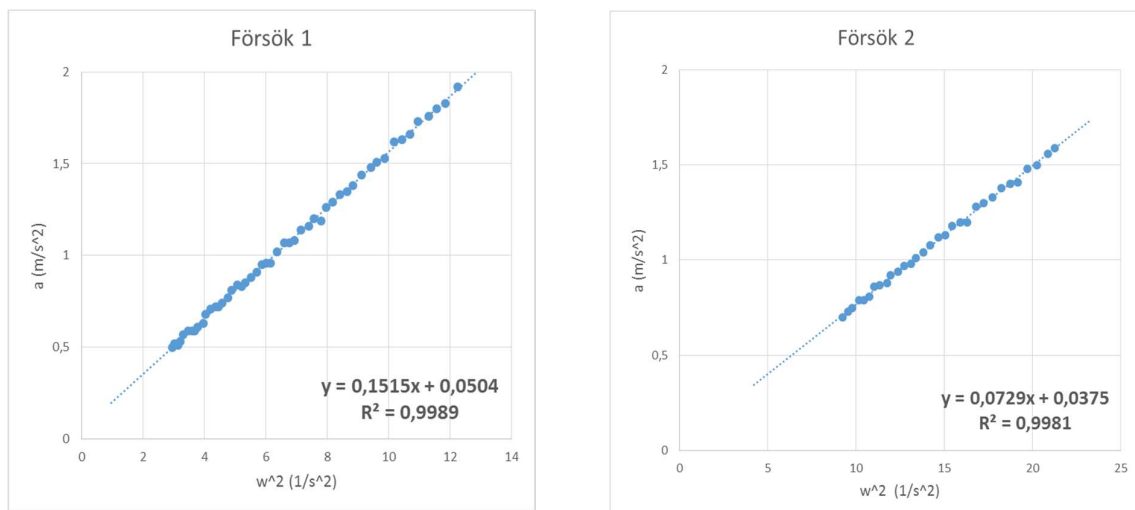 Försök 1
2
1,5
1
0,5
0
0 2 4 6 8 10 12 14
a (m/s^2)
w^2 (1/s^2)
y = 0,1515x + 0,0504
R² = 0,9989
Försök 2
2
1,5
1
0,5
0
0 5 10 15 20 25
a (m/s^2)
w^2 (1/s^2)
y = 0,0729x + 0,0375
R² = 0,9981